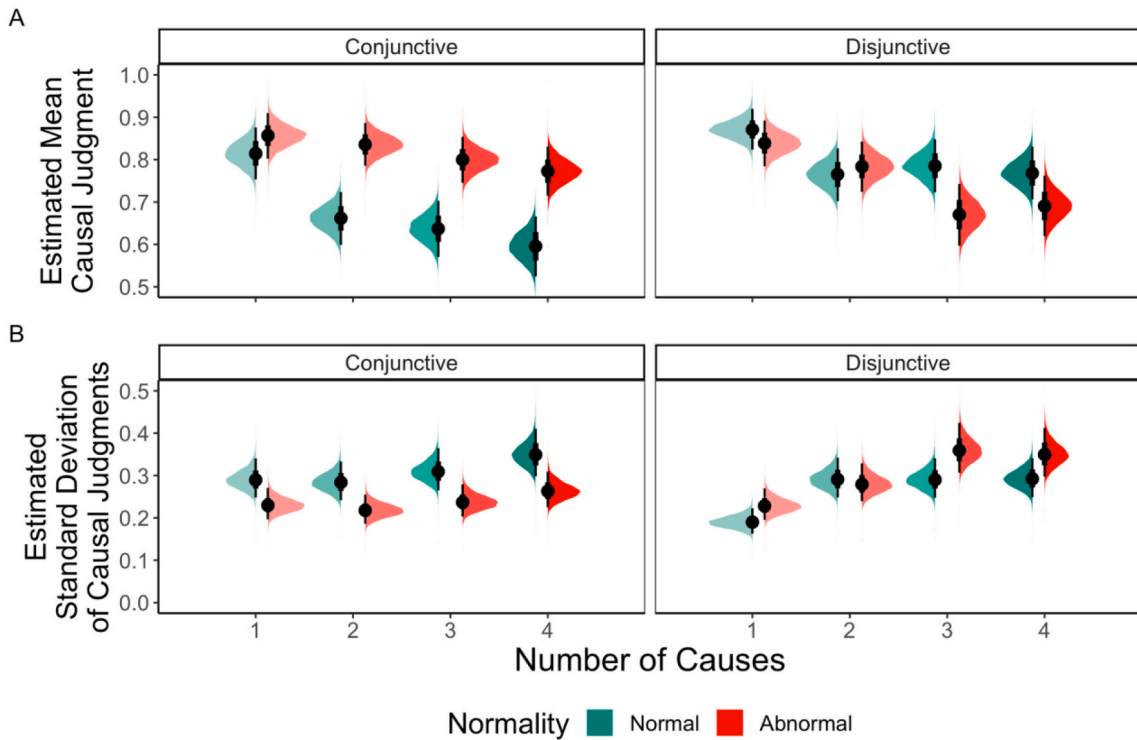 A
Conjunctive
Disjunctive
Estimated Mean
Causal Judgment
1.0
0.9
0.8
0.7
0.6
0.5
B
Conjunctive
Disjunctive
Estimated
Standard Deviation
of Causal Judgments
0.5
0.4
0.3
0.2
0.1
0.0
1 2 3 4
1 2 3 4
Number of Causes
Normality Normal Abnormal